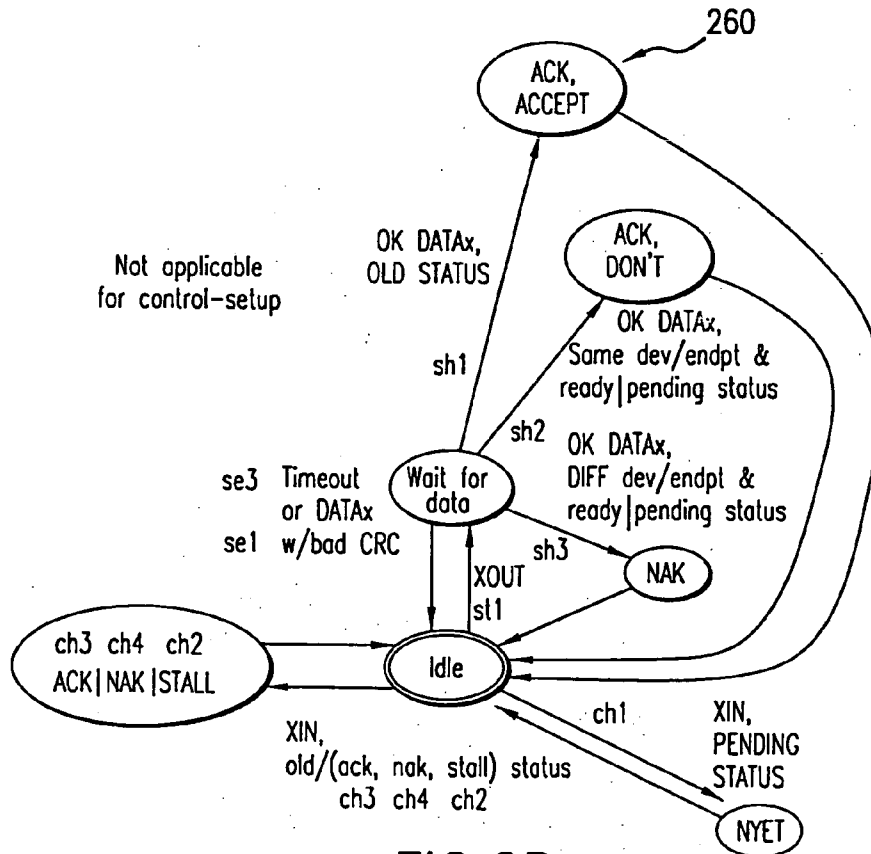 260
ACK,
ACCEPT
OK DATAx,
OLD STATUS
Not applicable
for control-setup
ACK,
DON'T
sh1
OK DATAx,
Same dev/endpt &
ready|pending status
sh2
OK DATAx,
DIFF dev/endpt &
ready|pending status
se3 Timeout
or DATAx
se1 w/bad CRC
Wait for
data
sh3
NAK
XOUT
st1
ch3 ch4 ch2
ACK|NAK|STALL
Idle
ch1
XIN,
PENDING
STATUS
XIN,
old/(ack, nak, stall) status
ch3 ch4 ch2
NYET